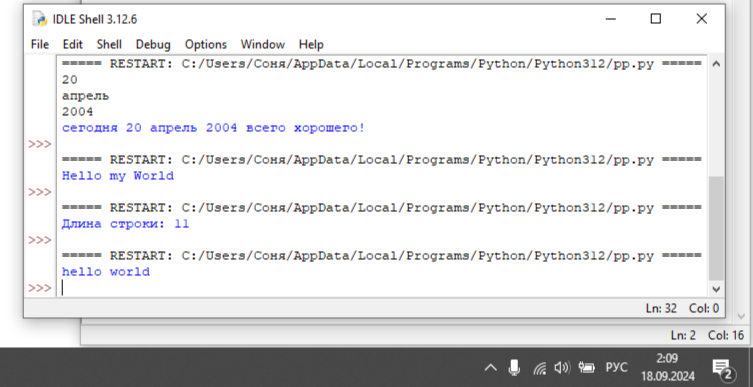 IDLE Shell 3.12.6
File Edit Shell Debug Options Window Help
===== RESTART: C:/Users/Соня/AppData/Local/Programs/Python/Python312/pp.py =====
20
апрель
2004
сегодня 20 апрель 2004 всего хорошего!
>>>
===== RESTART: C:/Users/Соня/AppData/Local/Programs/Python/Python312/pp.py =====
Hello my World
>>>
===== RESTART: C:/Users/Соня/AppData/Local/Programs/Python/Python312/pp.py =====
Длина строки: 11
>>>
===== RESTART: C:/Users/Соня/AppData/Local/Programs/Python/Python312/pp.py =====
hello world
>>>
Ln: 32 Col: 0
Ln: 2 Col: 16
РУС
2:09
18.09.2024
2